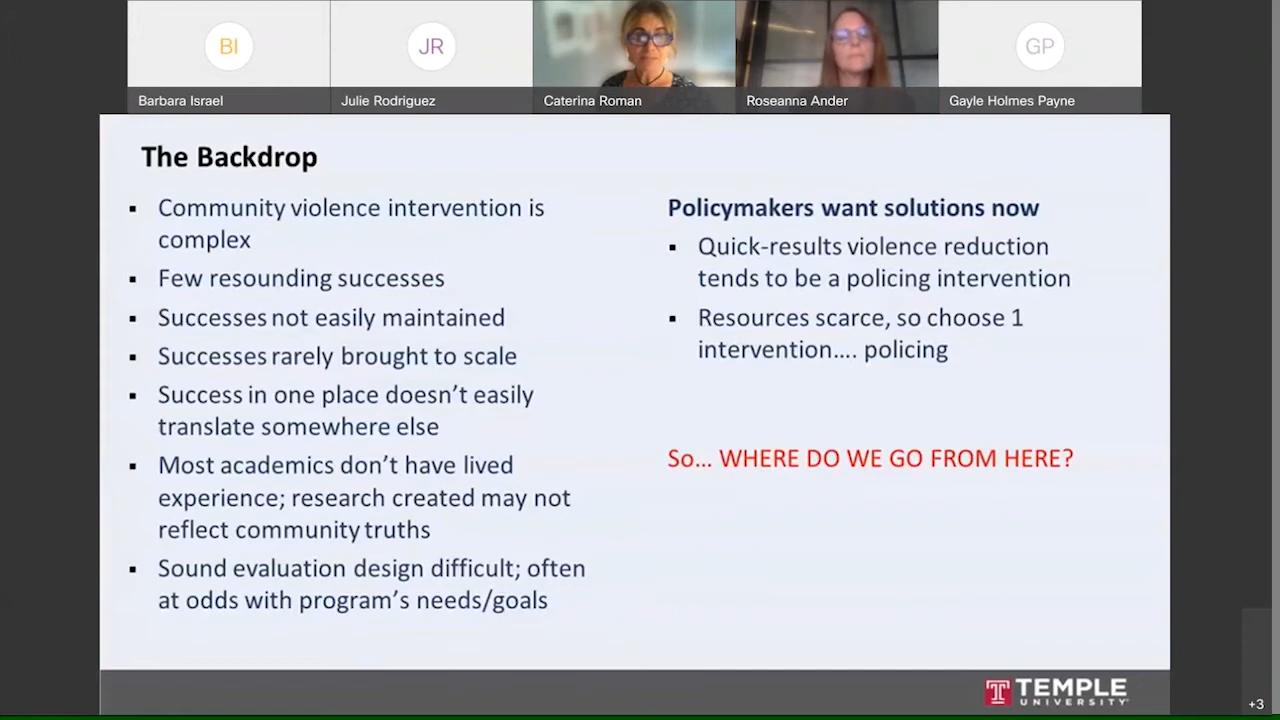 BI
JR
GP
Barbara Israel
Julie Rodriguez
Caterina Roman
Roseanna Ander
Gayle Holmes Payne
The Backdrop
▪ Community violence intervention is
complex
▪ Few resounding successes
▪ Successes not easily maintained
▪ Successes rarely brought to scale
▪ Success in one place doesn’t easily
translate somewhere else
▪ Most academics don’t have lived
experience; research created may not
reflect community truths
▪ Sound evaluation design difficult; often
at odds with program’s needs/goals
Policymakers want solutions now
▪ Quick-results violence reduction
tends to be a policing intervention
▪ Resources scarce, so choose 1
intervention…. policing
So… WHERE DO WE GO FROM HERE?
T TEMPLE
UNIVERSITY
+3